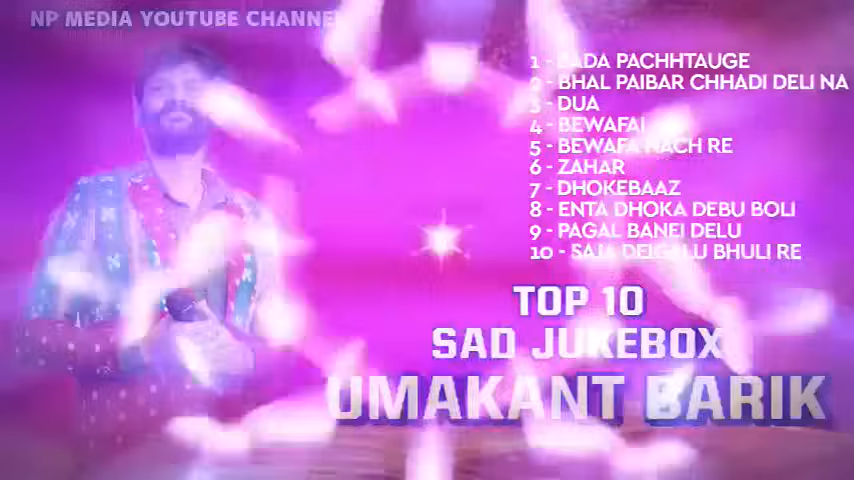 NP MEDIA YOUTUBE CHANNE
1 - BADA PACHHTAUGE
2 - BHAL PAIBAR CHHADI DELI NA
3 - DUA
4 - BEWAFAI
5 - BEWAFA NACH RE
6 - ZAHAR
7 - DHOKEBAAZ
8 - ENTA DHOKA DEBU BOLI
9 - PAGAL BANEI DELU
10 - SAJA DEIGALU BHULI RE
TOP 10
SAD JUKEBOX
UMAKANT BARIK